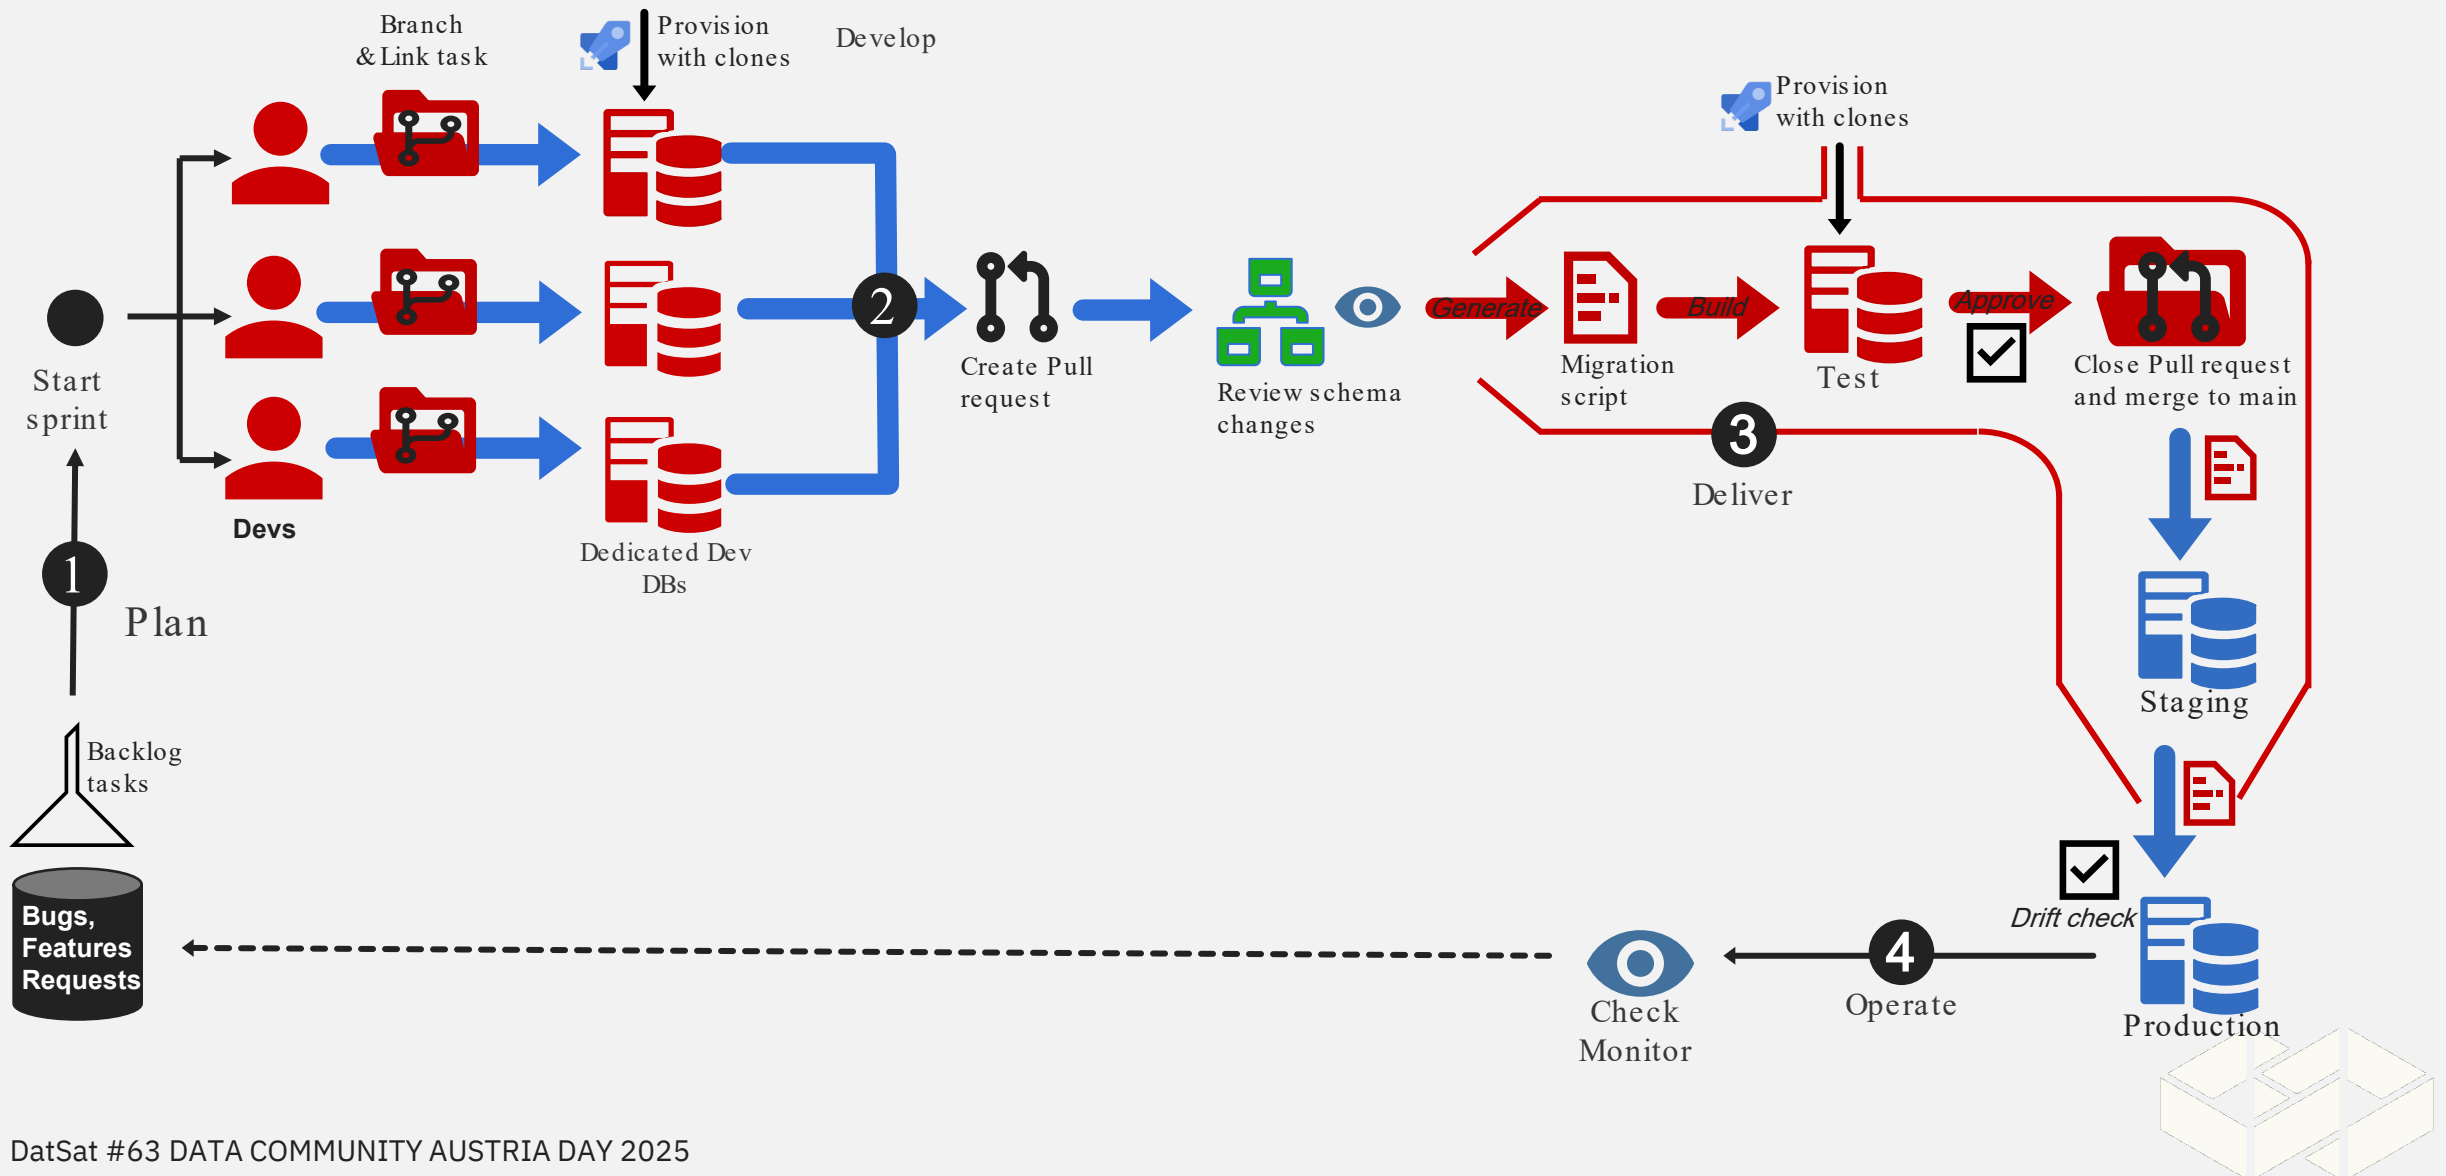 Branch
& Link task
Provision
with clones
Develop
Provision
with clones
Start
sprint
Devs
Dedicated Dev
DBs
2
Create Pull
request
Review schema
changes
Generate
Migration
script
Build
Test
Approve
Close Pull request
and merge to main
3
Deliver
1
Plan
Staging
Backlog
tasks
Bugs,
Features
Requests
Drift check
4
Operate
Check
Monitor
Production
DatSat #63 DATA COMMUNITY AUSTRIA DAY 2025